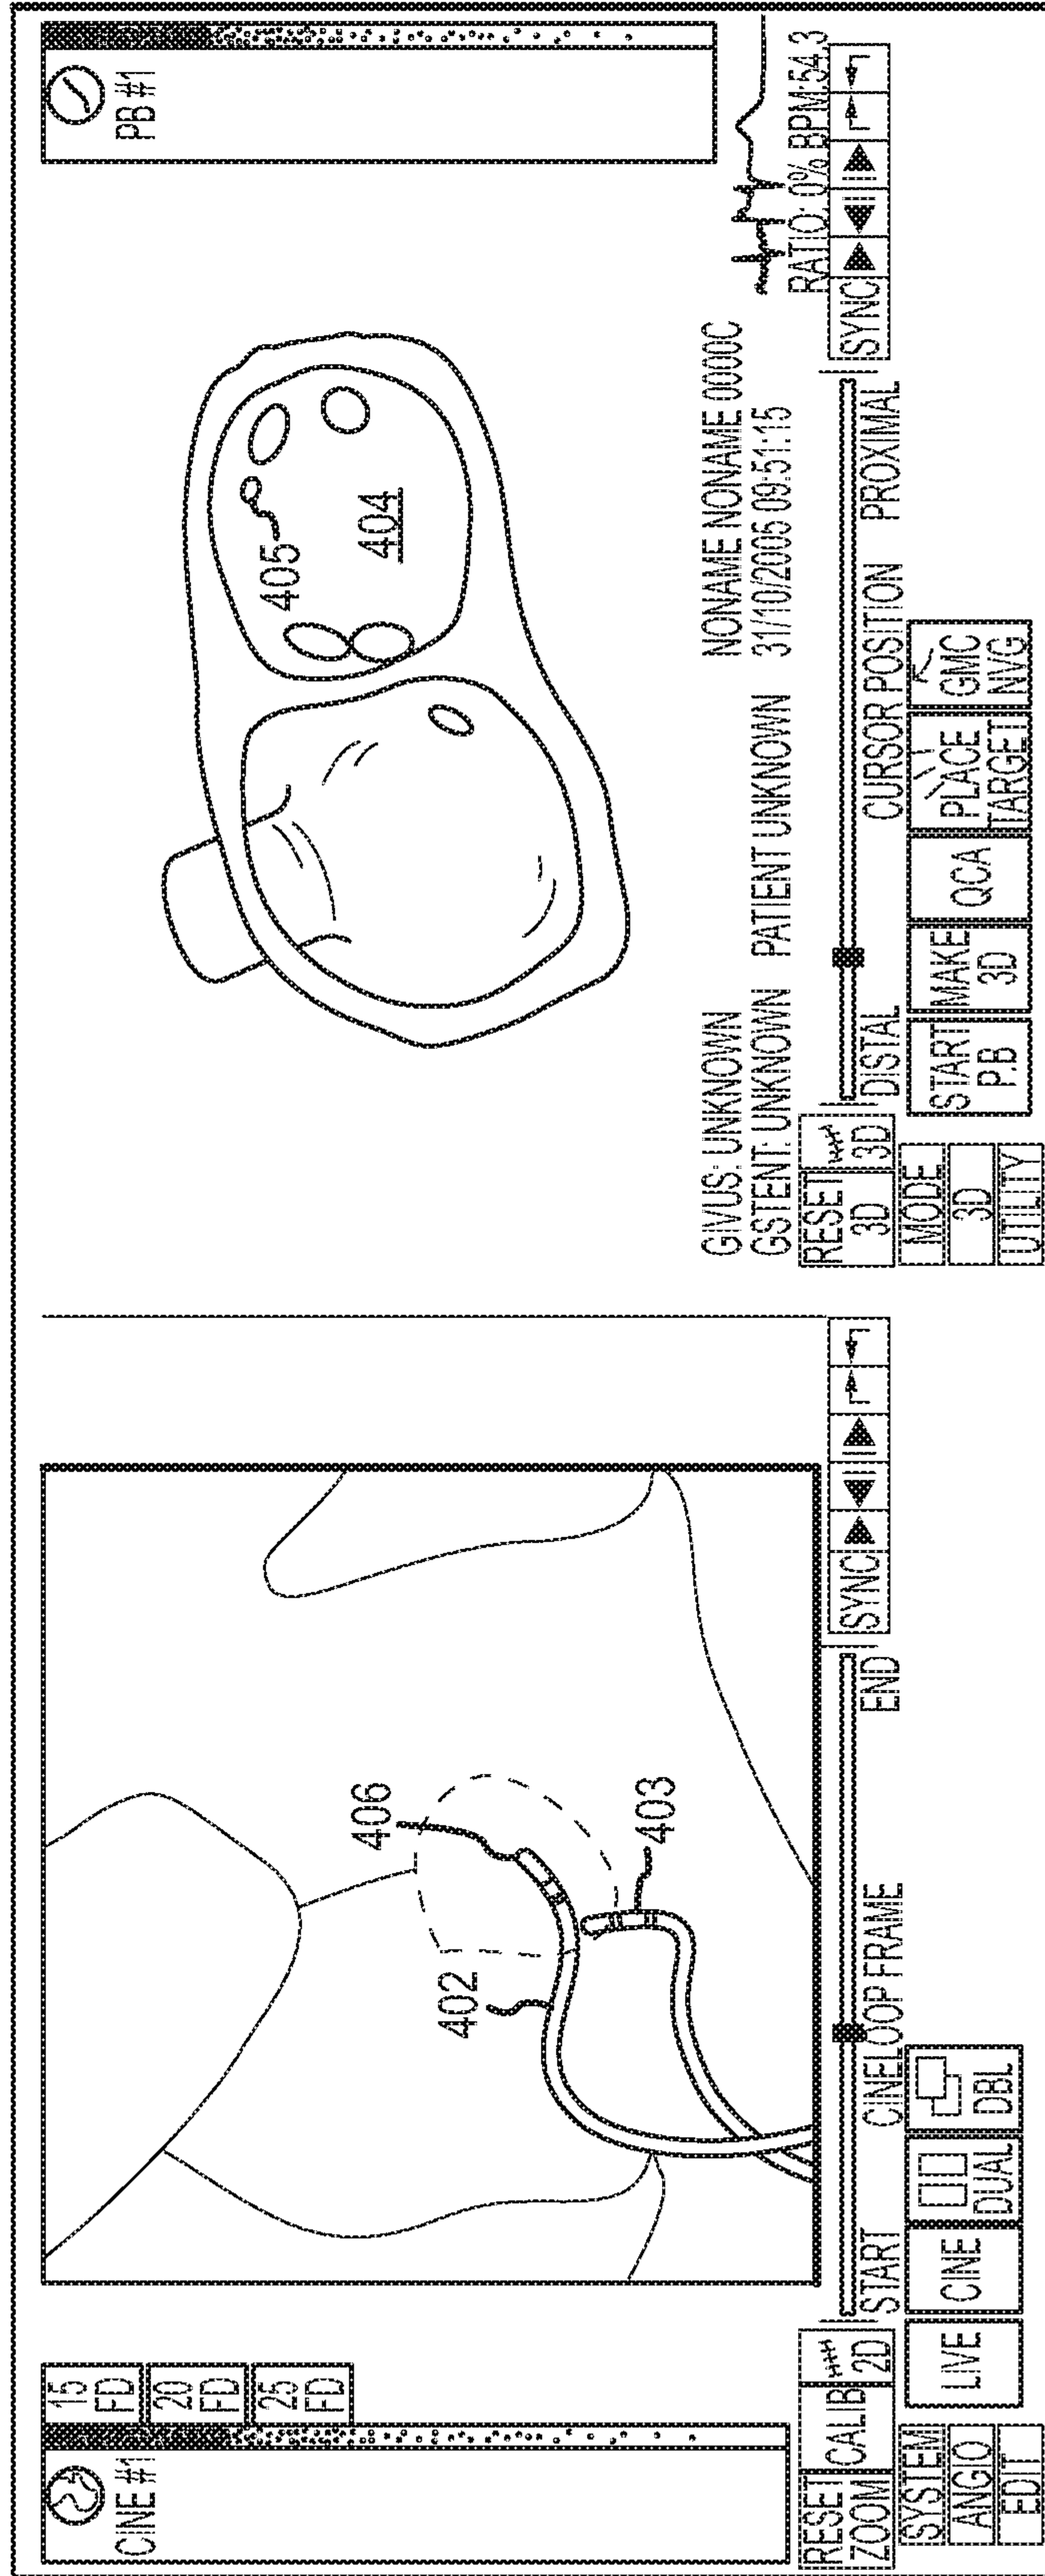 CINE #1
15
FD
20
FD
25
FD
402
406
403
RESET
ZOOM
CALIB
2D
START
CINELOOP FRAME
END
SYNC
SYSTEM
ANGIO
EDIT
LIVE
CINE
DUAL
DBL
PB #1
405
404
GIVUS: UNKNOWN
GSTENT: UNKNOWN PATIENT UNKNOWN
NONAME NONAME 0000C
31/10/2005 09:51:15
RATIO: 0% BPM:54.3
RESET
3D
3D
DISTAL
CURSOR POSITION
PROXIMAL
SYNC
MODE
3D
UTILITY
START
P.B
MAKE
3D
QCA
PLACE
TARGET
GMC
NVG